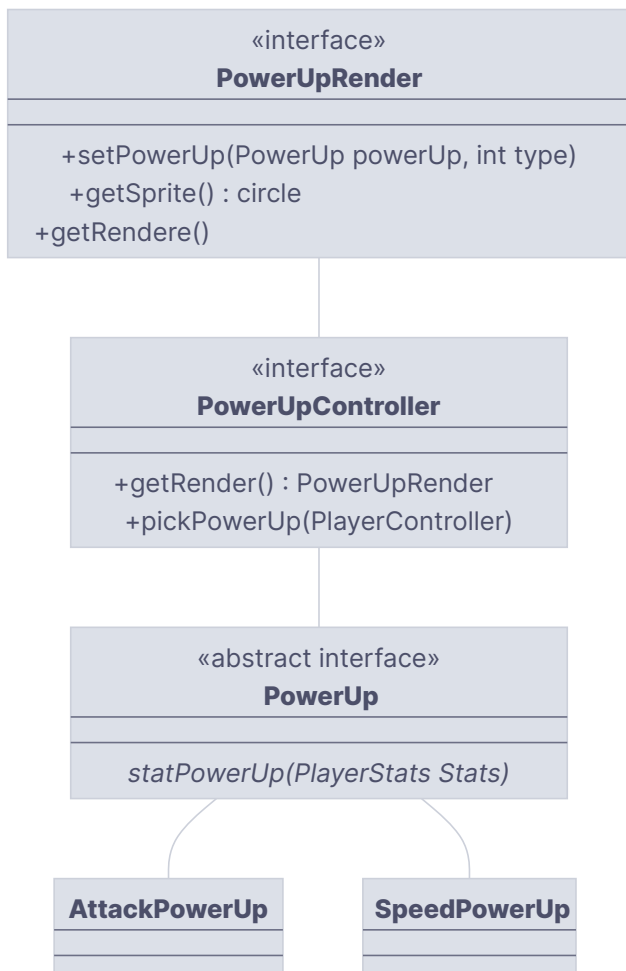 «interface»
PowerUpRender
+setPowerUp(PowerUp powerUp, int type)
+getSprite() : circle
+getRendere()
«interface»
PowerUpController
+getRender() : PowerUpRender
+pickPowerUp(PlayerController)
«abstract interface»
PowerUp
statPowerUp(PlayerStats Stats)
AttackPowerUp
SpeedPowerUp